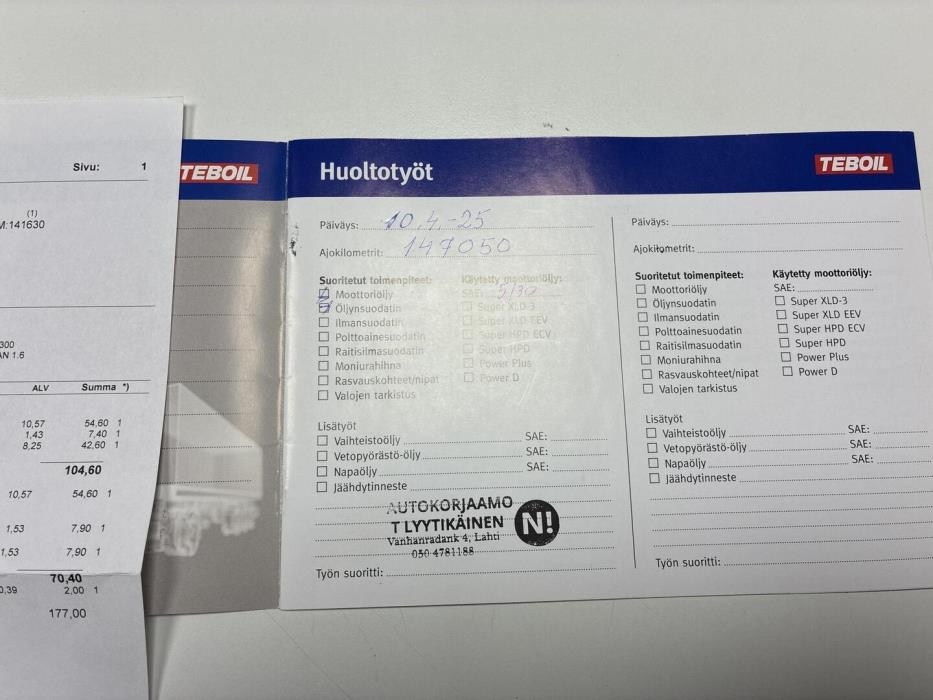 Sivu: 1
(1)
M:141630
300
AN 1.6
ALV Summa *)
10,57 54,60 1
1,43 7,40 1
8,25 42,60 1
104,60
10,57 54,60 1
1,53 7,90 1
1,53 7,90 1
70,40
0,39 2,00 1
177,00
TEBOIL
Huoltotyöt
Päiväys: 10.4.-25
Ajokilometrit: 147050
Suoritetut toimenpiteet: Käytetty moottoriöljy:
Moottoriöljy SAE: 5/30
Öljynsuodatin Super XLD-3
Ilmansuodatin Super XLD EEV
Polttoainesuodatin Super HPD ECV
Raitisilmasuodatin Super HPD
Moniurahihna Power Plus
Rasvauskohteet/nipat Power D
Valojen tarkistus
Lisätyöt
Vaihteistoöljy SAE:
Vetopyörästö-öljy SAE:
Napaöljy SAE:
Jäähdytinneste
AUTOKORJAAMO
T LYYTIKÄINEN N!
Vanhanradank 4, Lahti
050 4781188
Työn suoritti:
TEBOIL
Päiväys:
Ajokilometrit:
Suoritetut toimenpiteet: Käytetty moottoriöljy:
Moottoriöljy SAE:
Öljynsuodatin Super XLD-3
Ilmansuodatin Super XLD EEV
Polttoainesuodatin Super HPD ECV
Raitisilmasuodatin Super HPD
Moniurahihna Power Plus
Rasvauskohteet/nipat Power D
Valojen tarkistus
Lisätyöt
Vaihteistoöljy SAE:
Vetopyörästö-öljy SAE:
Napaöljy SAE:
Jäähdytinneste
Työn suoritti: